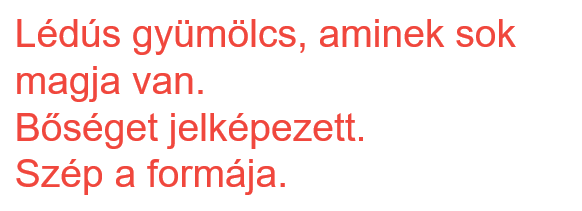 Lédús gyümölcs, aminek sok
magja van.
Bőséget jelképezett.
Szép a formája.